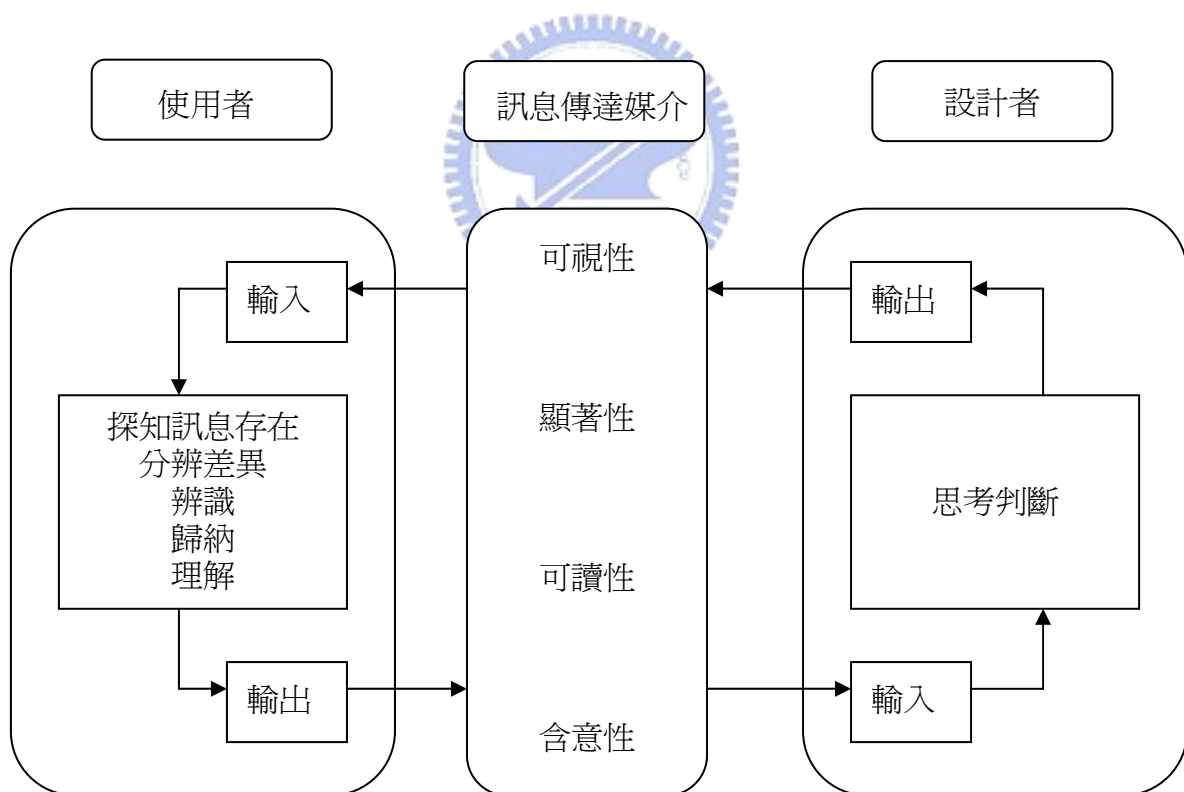 使用者
訊息傳達媒介
設計者
輸入
探知訊息存在
分辨差異
辨識
歸納
理解
輸出
可視性
顯著性
可讀性
含意性
輸出
思考判斷
輸入